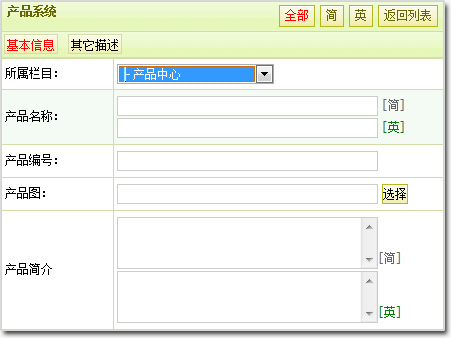 产品系统 全部 简 英 返回列表
基本信息 其它描述
所属栏目: ├产品中心
产品名称: [简]
[英]
产品编号:
产品图: 选择
产品简介 [简]
[英]